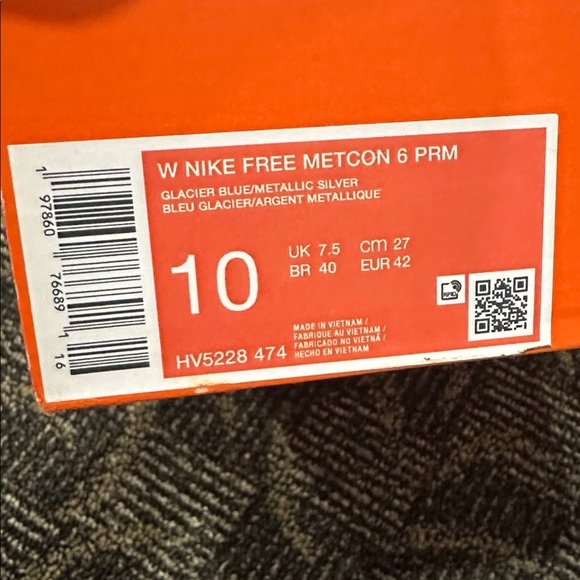 W NIKE FREE METCON 6 PRM
GLACIER BLUE/METALLIC SILVER
BLEU GLACIER/ARGENT METALLIQUE
10
UK 7.5 cm 27
BR 40 EUR 42
HV5228 474
MADE IN VIETNAM /
FABRIQUE AU VIETNAM /
FABRICADO NO VIETNÃ /
HECHO EN VIETNAM
1 97860 76689 1 16